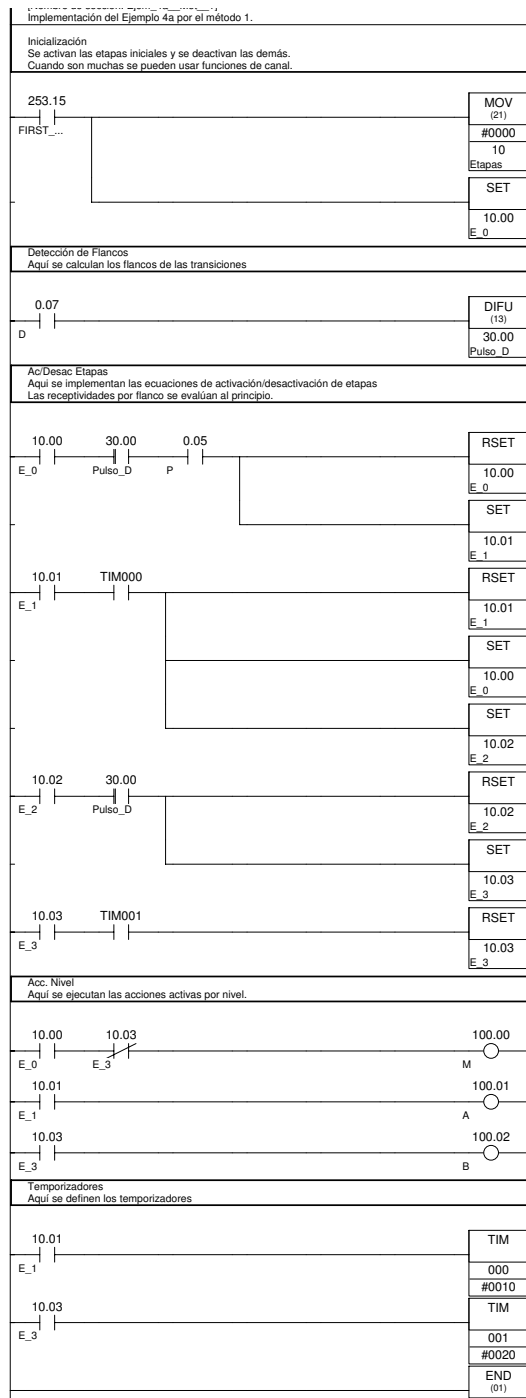 Implementación del Ejemplo 4a por el método 1.
Inicialización
Se activan las etapas iniciales y se deactivan las demás.
Cuando son muchas se pueden usar funciones de canal.
253.15
FIRST_...
MOV
(21)
#0000
10
Etapas
SET
10.00
E_0
Detección de Flancos
Aquí se calculan los flancos de las transiciones
0.07
D
DIFU
(13)
30.00
Pulso_D
Ac/Desac Etapas
Aqui se implementan las ecuaciones de activación/desactivación de etapas
Las receptividades por flanco se evalúan al principio.
10.00 30.00 0.05
E_0 Pulso_D P
RSET
10.00
E_0
SET
10.01
E_1
10.01 TIM000
E_1
RSET
10.01
E_1
SET
10.00
E_0
SET
10.02
E_2
10.02 30.00
E_2 Pulso_D
RSET
10.02
E_2
SET
10.03
E_3
10.03 TIM001
E_3
RSET
10.03
E_3
Acc. Nivel
Aquí se ejecutan las acciones activas por nivel.
10.00 10.03 100.00
E_0 E_3 M
10.01 100.01
E_1 A
10.03 100.02
E_3 B
Temporizadores
Aquí se definen los temporizadores
10.01
E_1
TIM
000
#0010
10.03
E_3
TIM
001
#0020
END
(01)